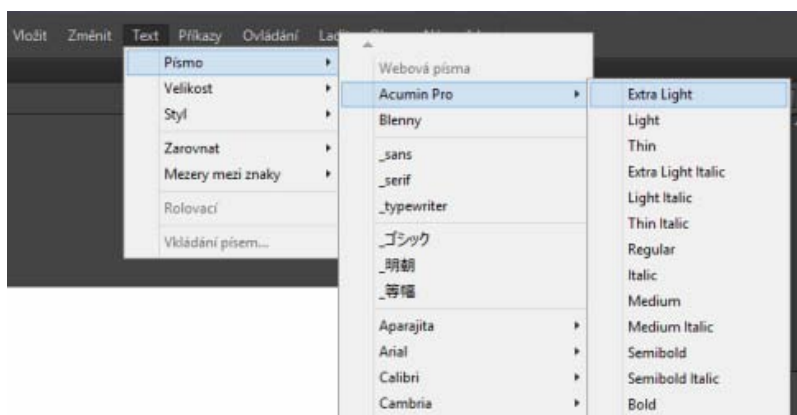 Vložit Změnit Text Příkazy Ovládání
Písmo
Velikost
Styl
Zarovnat
Mezery mezi znaky
Rolovací
Vkládání písem...
Webová písma
Acumin Pro
Blenny
_sans
_serif
_typewriter
_ゴシック
_明朝
_等幅
Aparajita
Arial
Calibri
Cambria
Extra Light
Light
Thin
Extra Light Italic
Light Italic
Thin Italic
Regular
Italic
Medium
Medium Italic
Semibold
Semibold Italic
Bold